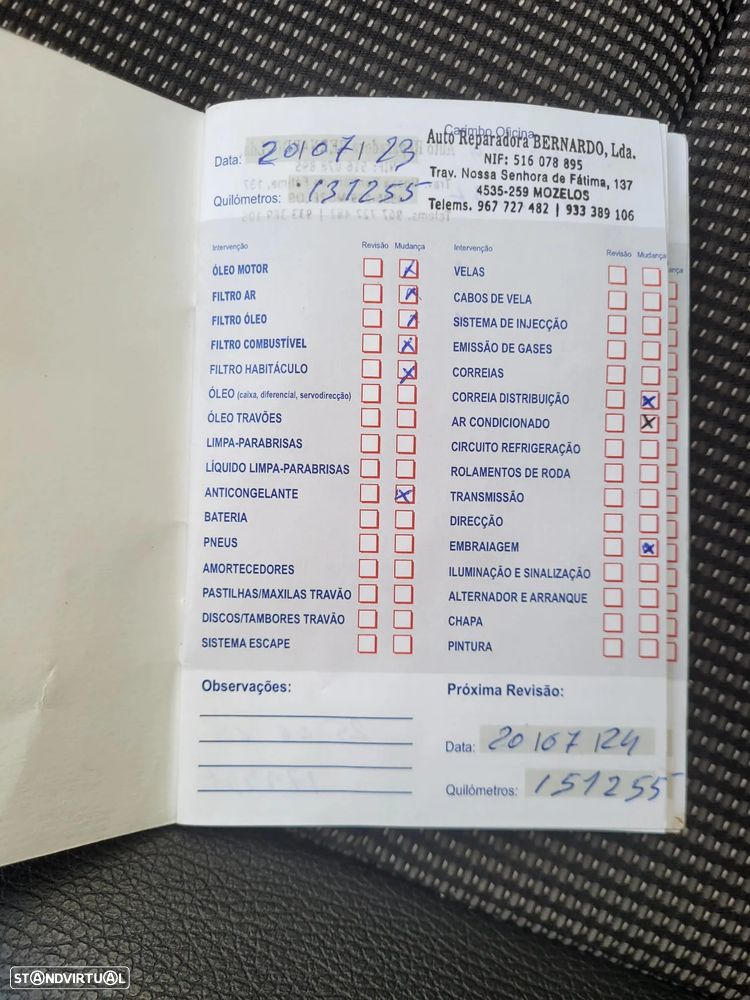 Carimbo Oficina
Auto Reparadora BERNARDO, Lda.
NIF: 516 078 895
Trav. Nossa Senhora de Fátima, 137
4535-259 MOZELOS
Telems. 967 727 482 | 933 389 106
Data: 20/07/23
Quilómetros: 131255
Intervenção Revisão Mudança
ÓLEO MOTOR X
FILTRO AR X
FILTRO ÓLEO X
FILTRO COMBUSTÍVEL X
FILTRO HABITÁCULO X
ÓLEO (caixa, diferencial, servodirecção)
ÓLEO TRAVÕES
LIMPA-PARABRISAS
LÍQUIDO LIMPA-PARABRISAS
ANTICONGELANTE X
BATERIA
PNEUS
AMORTECEDORES
PASTILHAS/MAXILAS TRAVÃO
DISCOS/TAMBORES TRAVÃO
SISTEMA ESCAPE
Intervenção Revisão Mudança
VELAS
CABOS DE VELA
SISTEMA DE INJECÇÃO
EMISSÃO DE GASES
CORREIAS
CORREIA DISTRIBUIÇÃO X
AR CONDICIONADO X
CIRCUITO REFRIGERAÇÃO
ROLAMENTOS DE RODA
TRANSMISSÃO
DIRECÇÃO
EMBRAIAGEM X
ILUMINAÇÃO E SINALIZAÇÃO
ALTERNADOR E ARRANQUE
CHAPA
PINTURA
Observações:
Próxima Revisão:
Data: 20/07/24
Quilómetros: 151255
STANDVIRTUAL